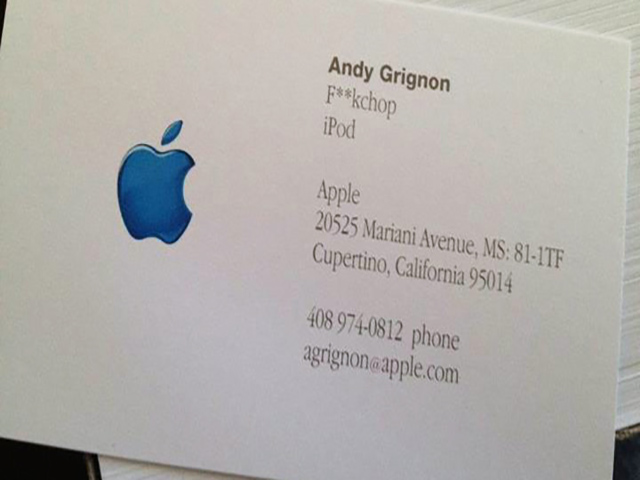 Andy Grignon
F**kchop
iPod
Apple
20525 Mariani Avenue, MS: 81-1TF
Cupertino, California 95014
408 974-0812 phone
agrignon@apple.com